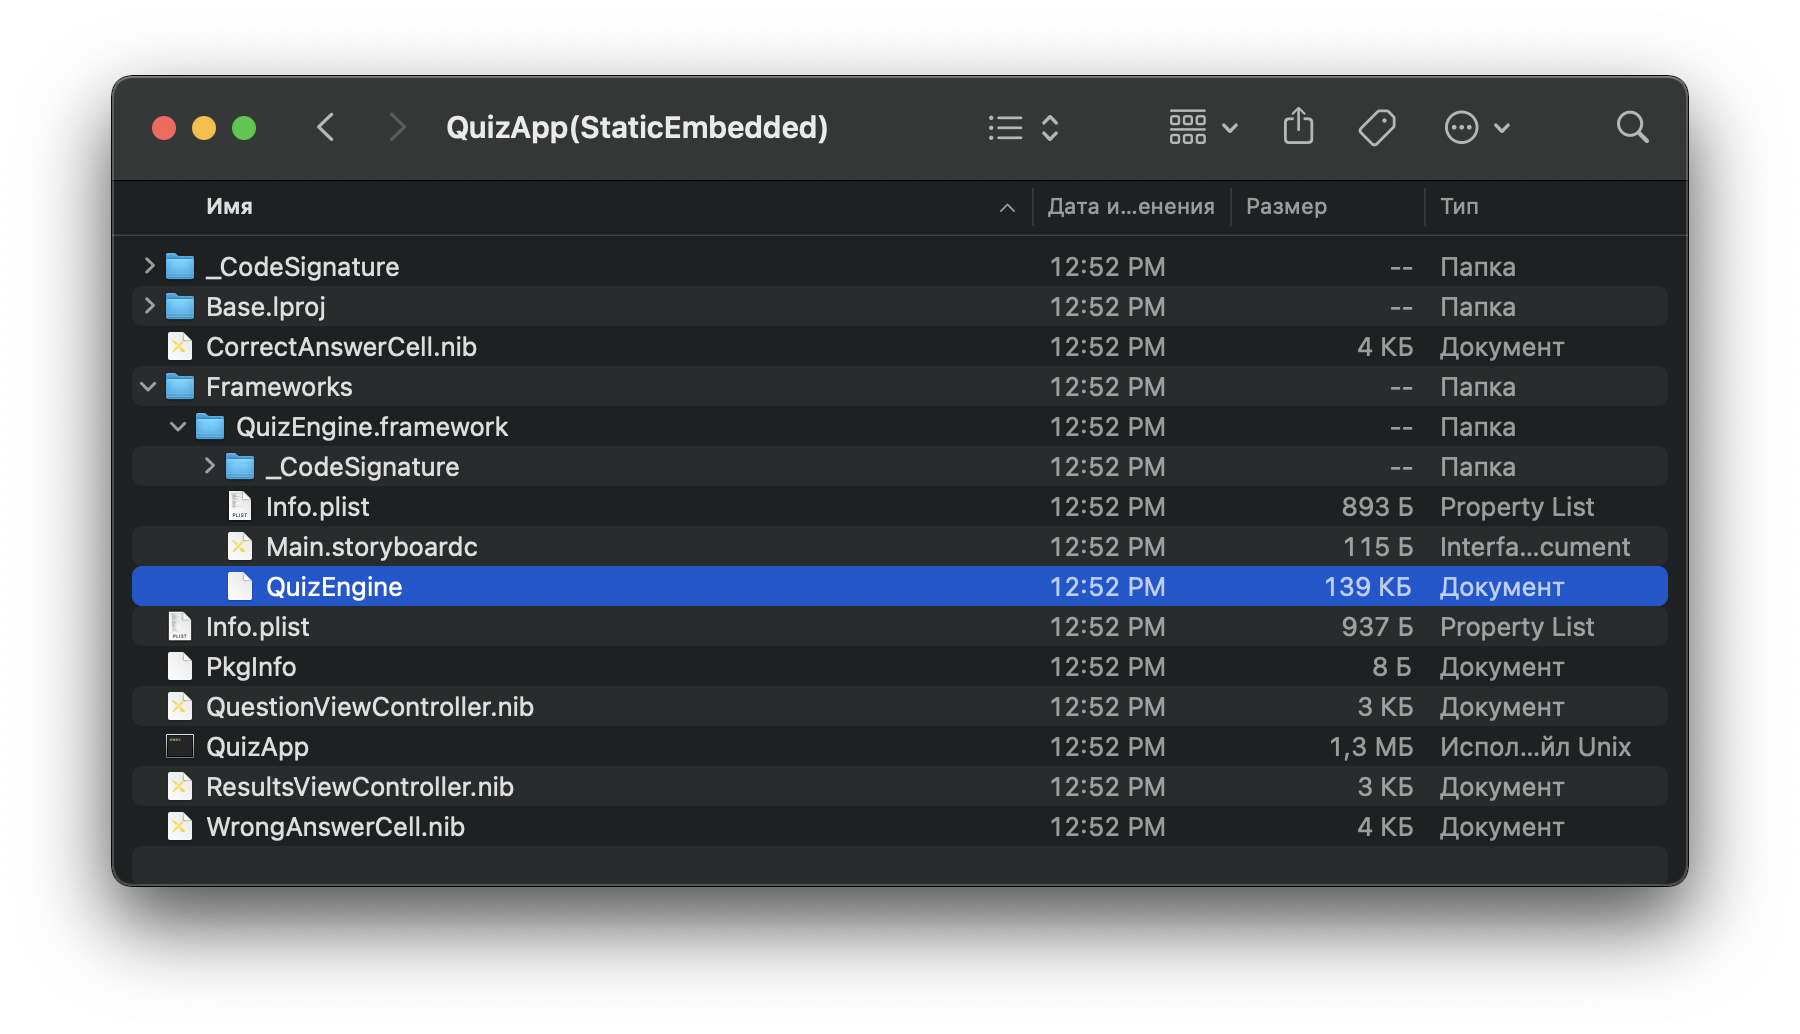 QuizApp(StaticEmbedded)
Имя Дата и...енения Размер Тип
_CodeSignature 12:52 PM -- Папка
Base.lproj 12:52 PM -- Папка
CorrectAnswerCell.nib 12:52 PM 4 КБ Документ
Frameworks 12:52 PM -- Папка
QuizEngine.framework 12:52 PM -- Папка
_CodeSignature 12:52 PM -- Папка
Info.plist 12:52 PM 893 Б Property List
Main.storyboardc 12:52 PM 115 Б Interfa...cument
QuizEngine 12:52 PM 139 КБ Документ
Info.plist 12:52 PM 937 Б Property List
PkgInfo 12:52 PM 8 Б Документ
QuestionViewController.nib 12:52 PM 3 КБ Документ
QuizApp 12:52 PM 1,3 МБ Испол...йл Unix
ResultsViewController.nib 12:52 PM 3 КБ Документ
WrongAnswerCell.nib 12:52 PM 4 КБ Документ